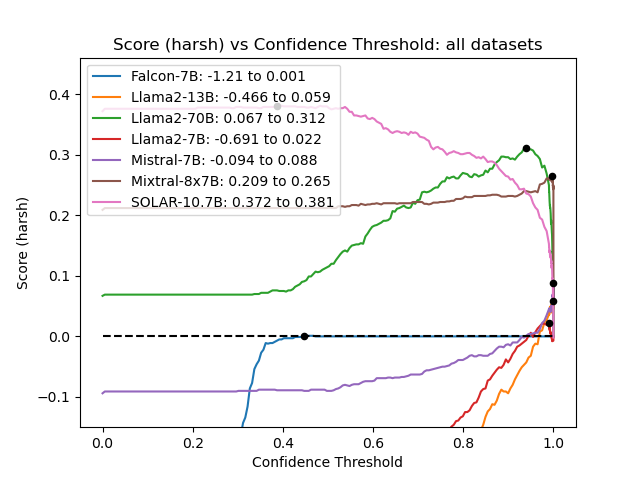 Score (harsh) vs Confidence Threshold: all datasets
Falcon-7B: -1.21 to 0.001
Llama2-13B: -0.466 to 0.059
Llama2-70B: 0.067 to 0.312
Llama2-7B: -0.691 to 0.022
Mistral-7B: -0.094 to 0.088
Mixtral-8x7B: 0.209 to 0.265
SOLAR-10.7B: 0.372 to 0.381
Score (harsh)
0.4
0.3
0.2
0.1
0.0
−0.1
0.0 0.2 0.4 0.6 0.8 1.0
Confidence Threshold